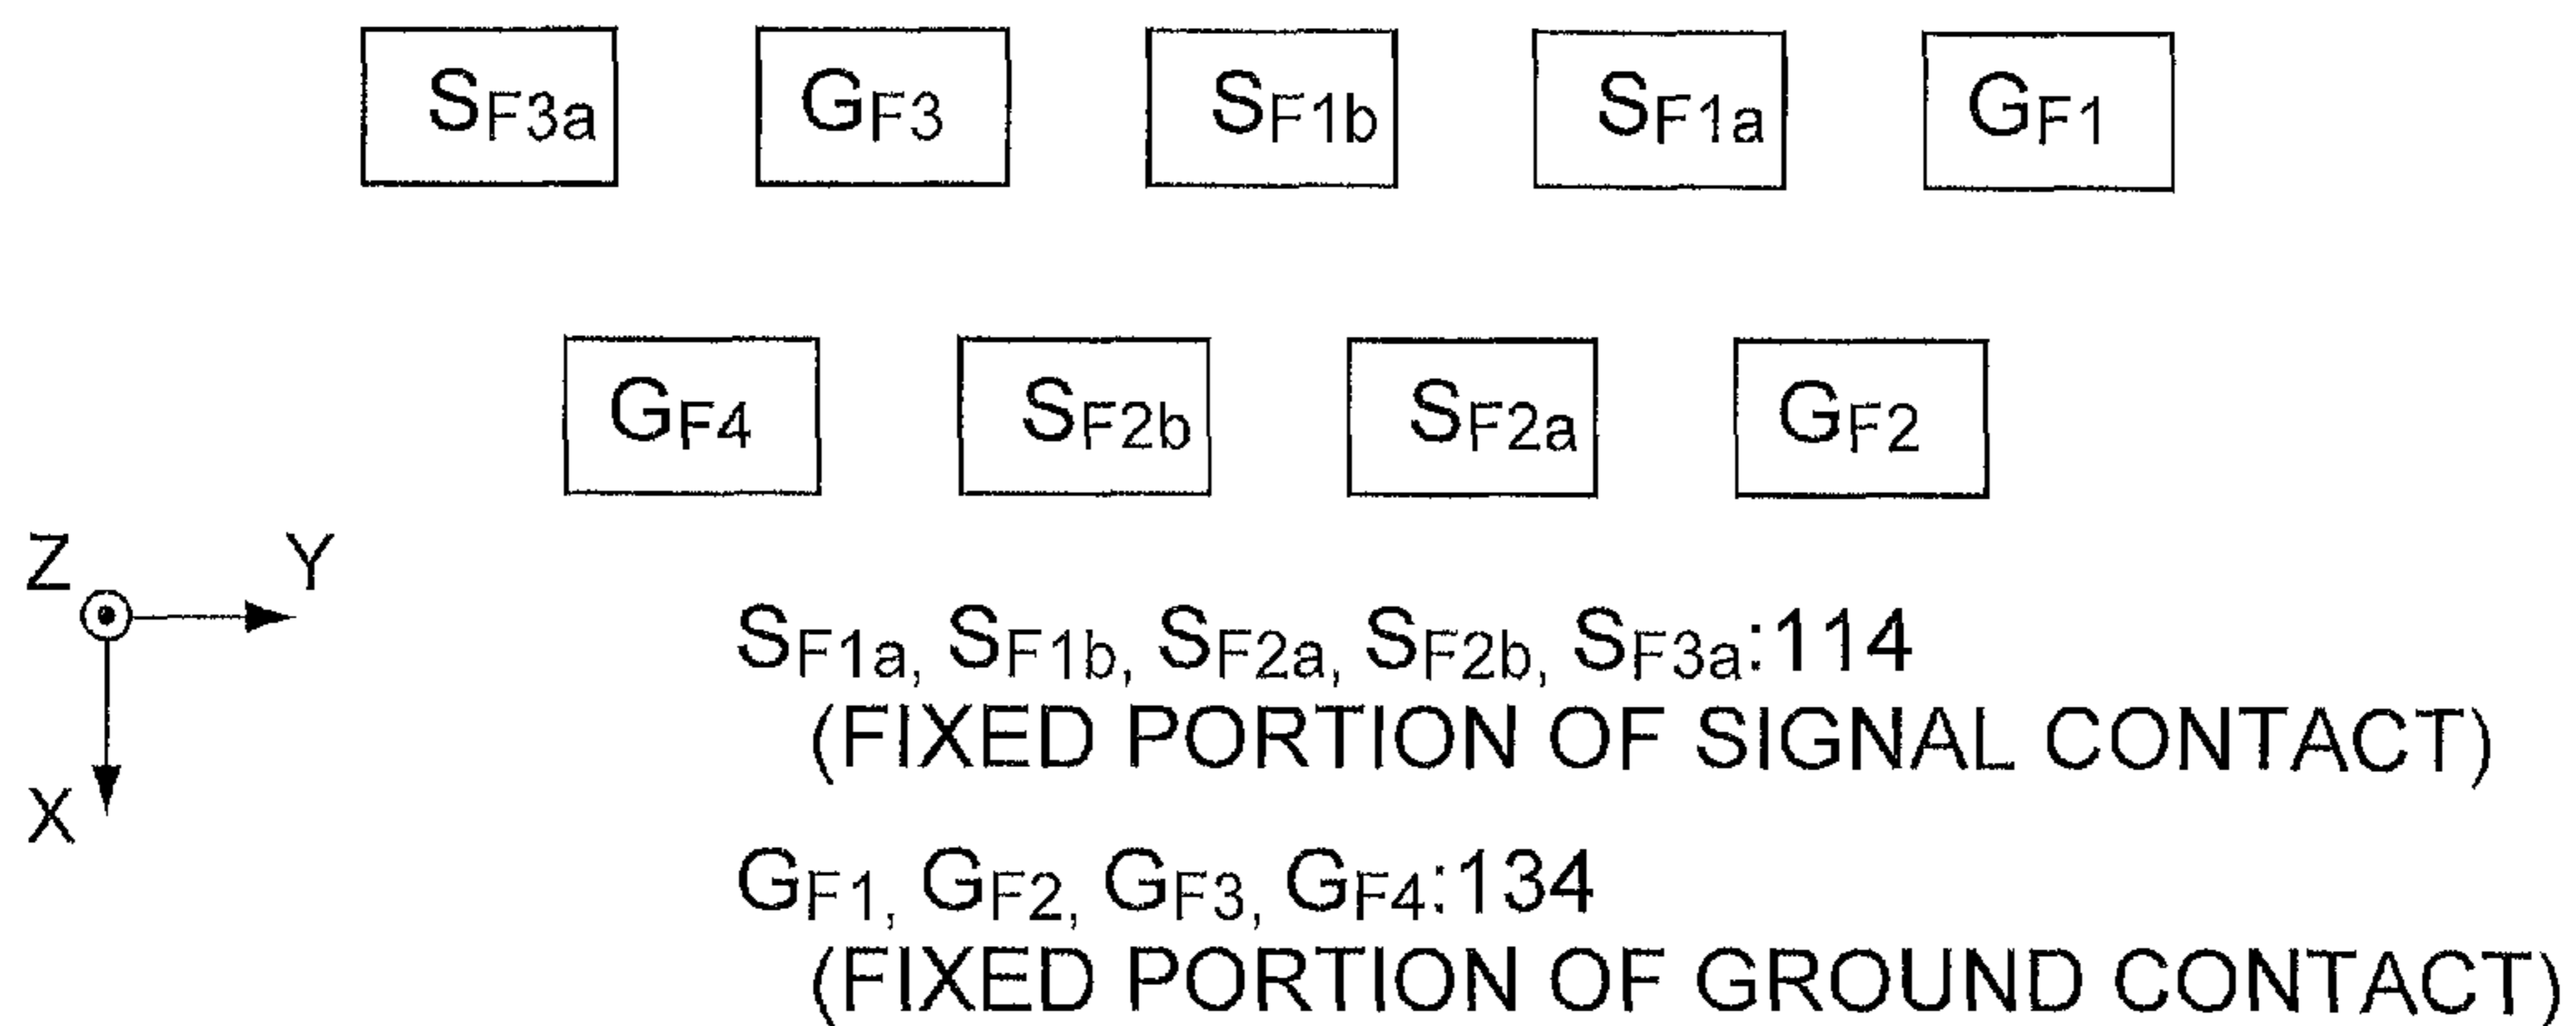 SF3a GF3 SF1b SF1a GF1
GF4 SF2b SF2a GF2
Z Y
X
SF1a, SF1b, SF2a, SF2b, SF3a:114
(FIXED PORTION OF SIGNAL CONTACT)
GF1, GF2, GF3, GF4:134
(FIXED PORTION OF GROUND CONTACT)